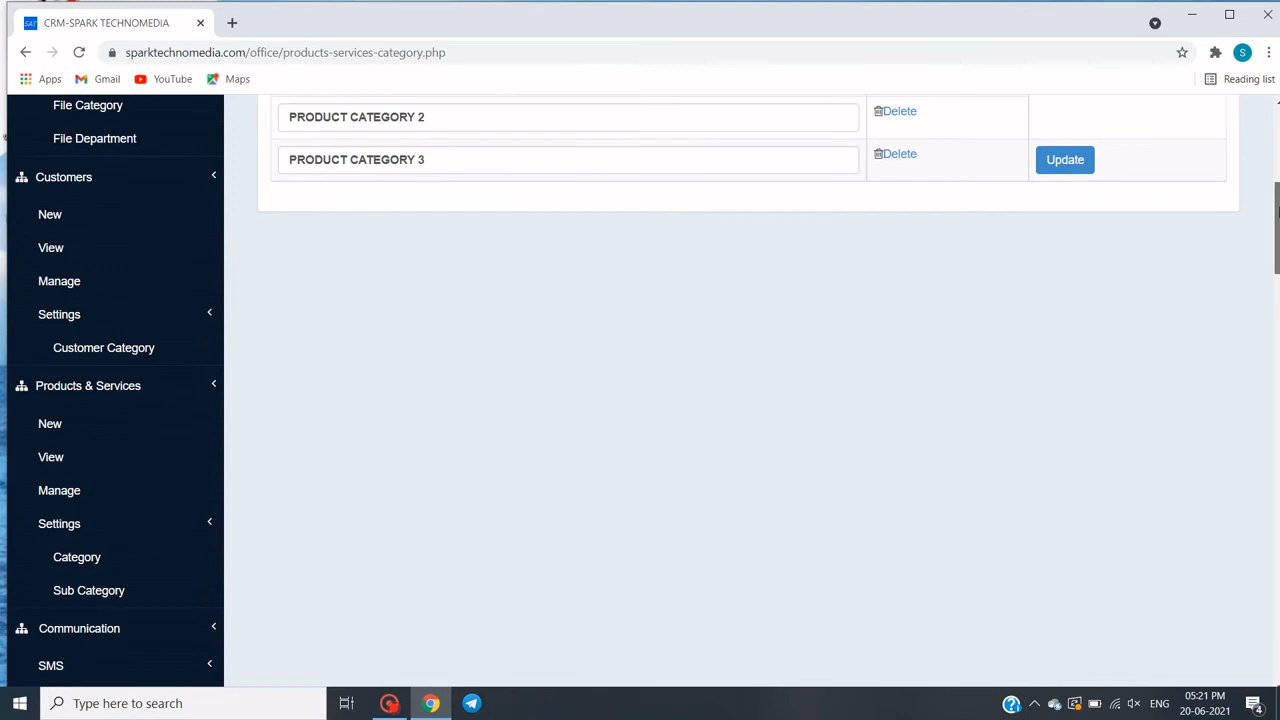 SAT CRM-SPARK TECHNOMEDIA
sparktechnomedia.com/office/products-services-category.php
S
Apps Gmail YouTube Maps Reading list
File Category
File Department
Customers
New
View
Manage
Settings
Customer Category
Products & Services
New
View
Manage
Settings
Category
Sub Category
Communication
SMS
PRODUCT CATEGORY 2 Delete
PRODUCT CATEGORY 3 Delete Update
Type here to search
ENG
05:21 PM
20-06-2021
4